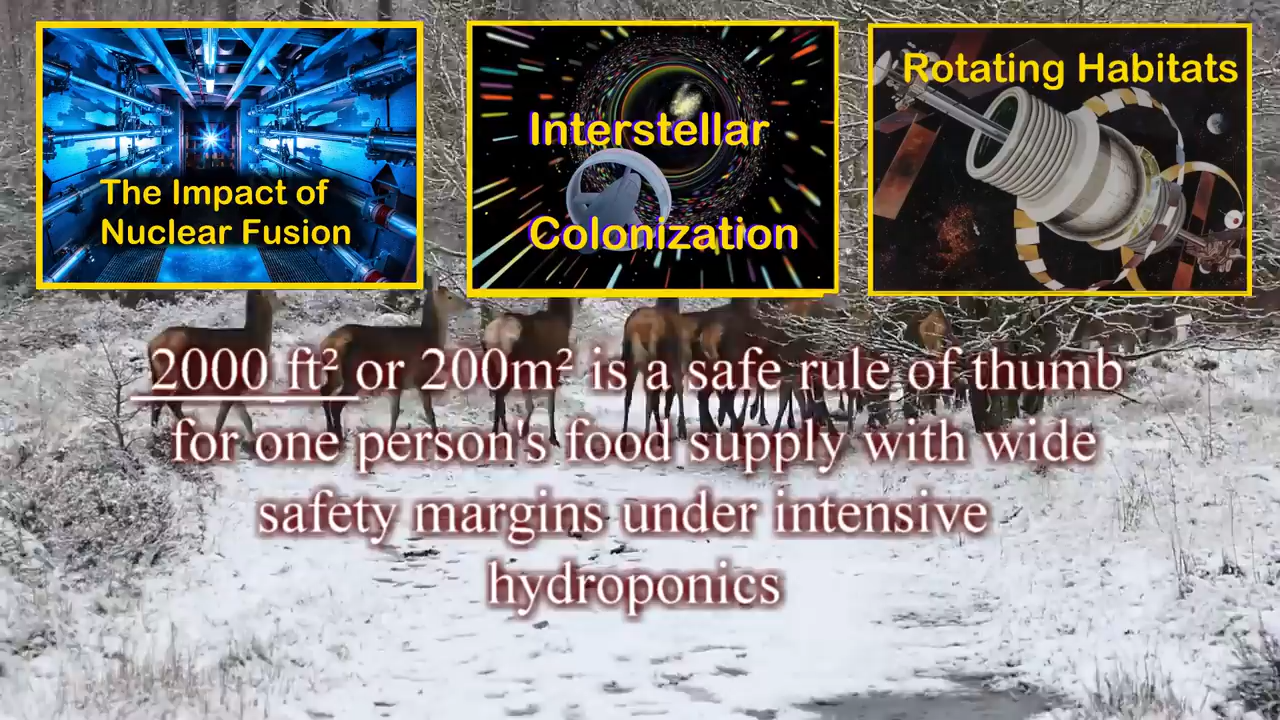 The Impact of
Nuclear Fusion
Interstellar
Colonization
Rotating Habitats
2000 ft² or 200m² is a safe rule of thumb
for one person's food supply with wide
safety margins under intensive
hydroponics